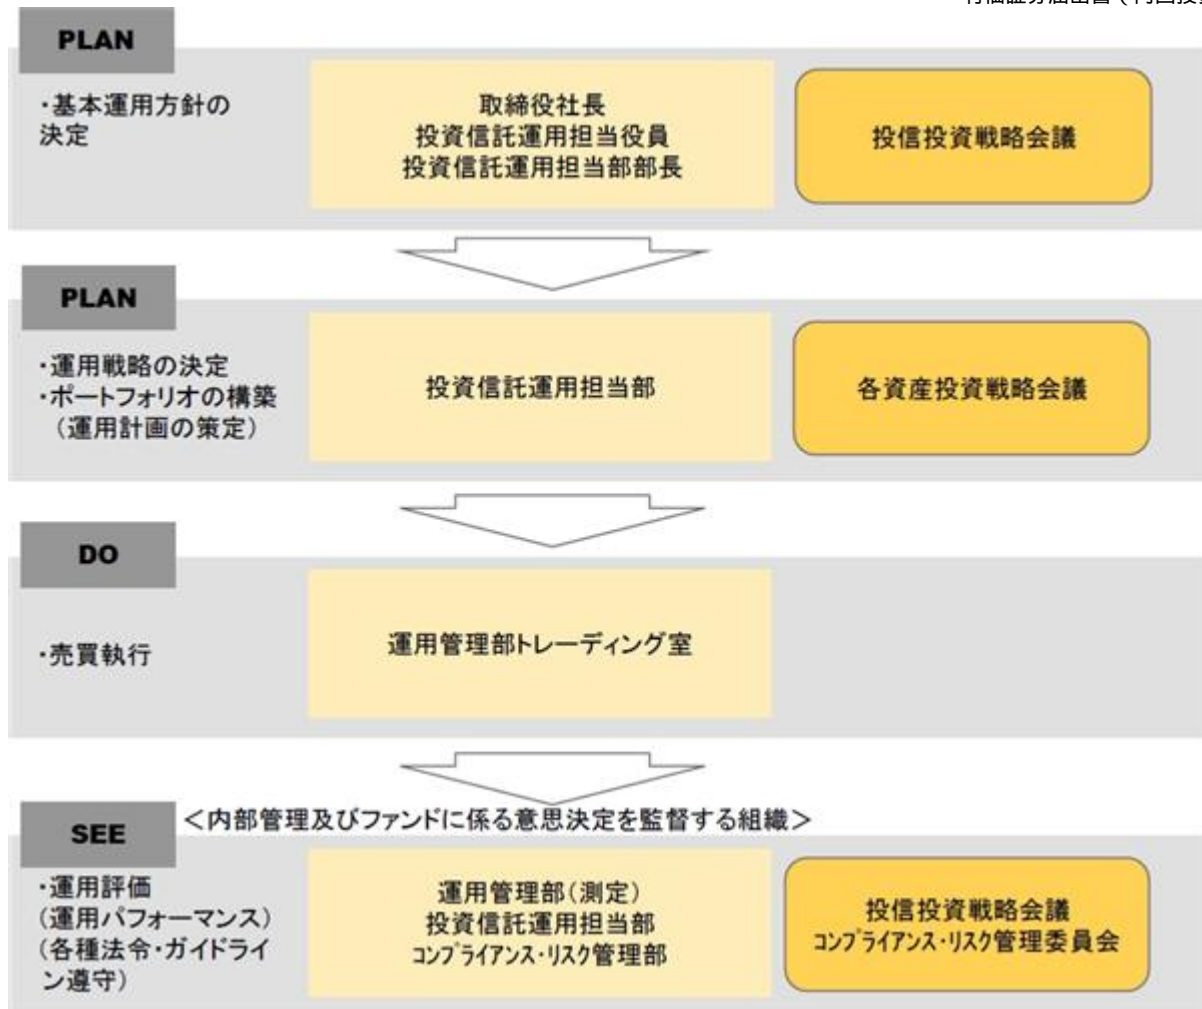 PLAN
・基本運用方針の
決定
取締役社長
投資信託運用担当役員
投資信託運用担当部部長
投信投資戦略会議
PLAN
・運用戦略の決定
・ポートフォリオの構築
(運用計画の策定)
投資信託運用担当部
各資産投資戦略会議
DO
・売買執行
運用管理部トレーディング室
SEE
＜内部管理及びファンドに係る意思決定を監督する組織＞
・運用評価
(運用パフォーマンス)
(各種法令・ガイドライ
ン遵守)
運用管理部(測定)
投資信託運用担当部
ｺﾝﾌﾟﾗｲｱﾝｽ・ﾘｽｸ管理部
投信投資戦略会議
ｺﾝﾌﾟﾗｲｱﾝｽ・ﾘｽｸ管理委員会